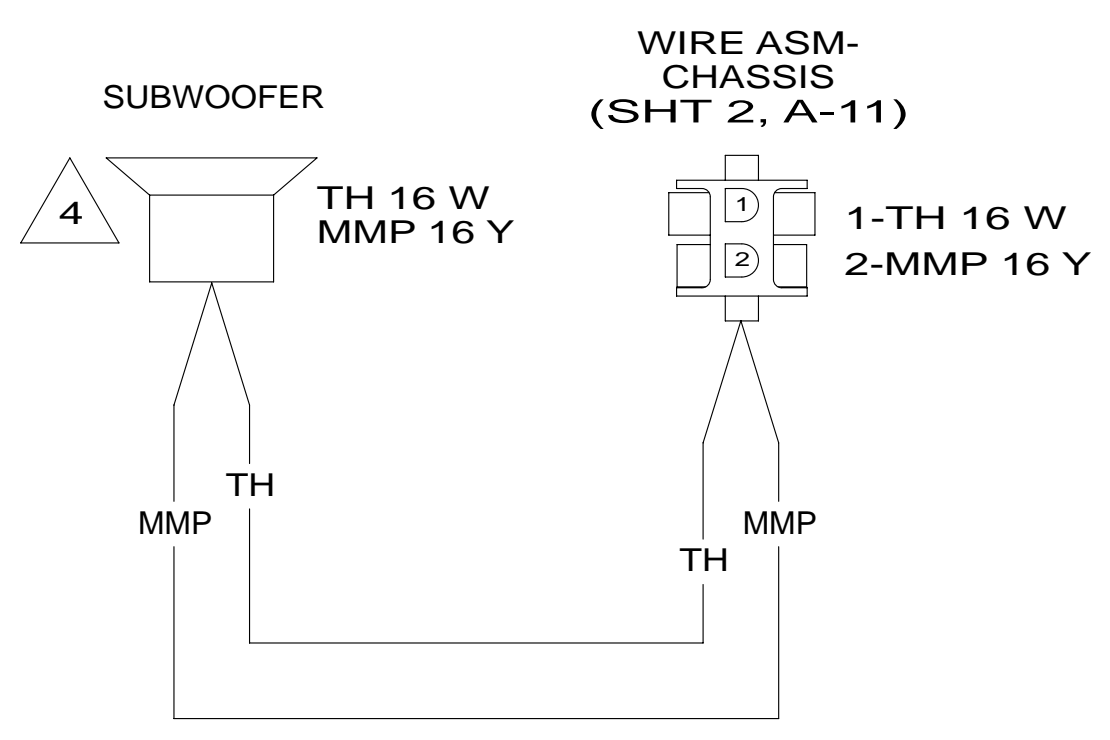 WIRE ASM-
CHASSIS
(SHT 2, A-11)
SUBWOOFER
4
TH 16 W
MMP 16 Y
1
2
1-TH 16 W
2-MMP 16 Y
TH
MMP
MMP
TH